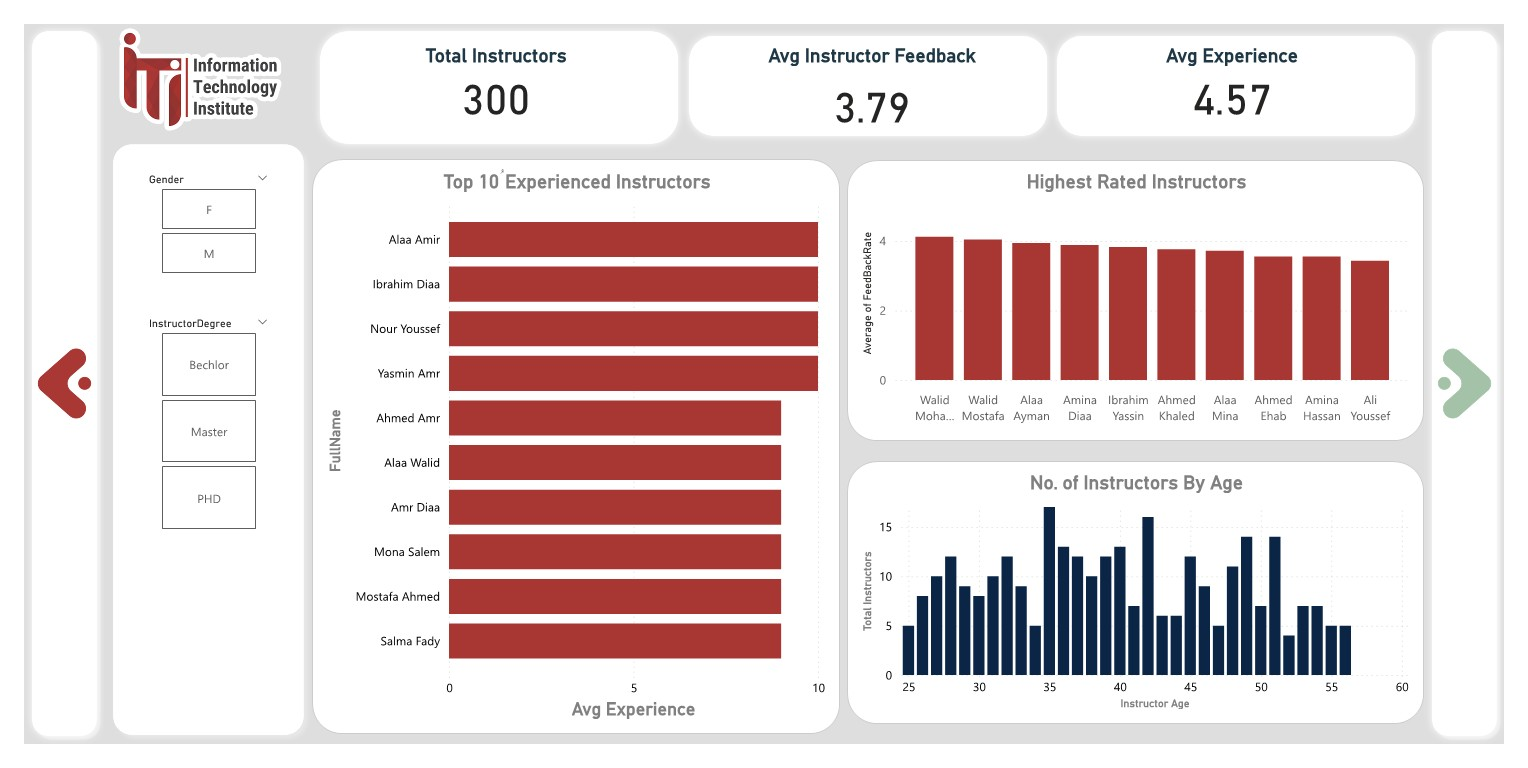 Information
Technology
Institute
Total Instructors
300
Avg Instructor Feedback
3.79
Avg Experience
4.57
Gender
F
M
InstructorDegree
Bechlor
Master
PHD
Top 10 Experienced Instructors
FullName
Alaa Amir
Ibrahim Diaa
Nour Youssef
Yasmin Amr
Ahmed Amr
Alaa Walid
Amr Diaa
Mona Salem
Mostafa Ahmed
Salma Fady
0 5 10
Avg Experience
Highest Rated Instructors
Average of FeedBackRate
4
2
0
Walid Walid Alaa Amina Ibrahim Ahmed Alaa Ahmed Amina Ali
Moha... Mostafa Ayman Diaa Yassin Khaled Mina Ehab Hassan Youssef
No. of Instructors By Age
Total Instructors
15
10
5
0
25 30 35 40 45 50 55 60
Instructor Age